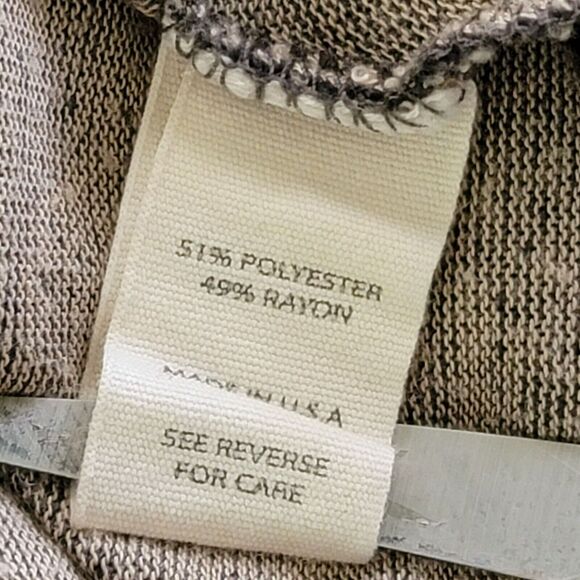 51% POLYESTER
49% RAYON
MADE IN U.S.A
SEE REVERSE
FOR CARE